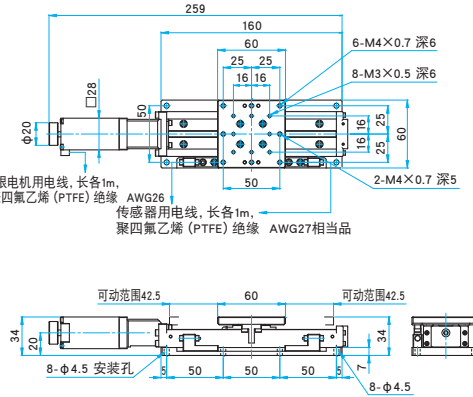 259
160
60
6-M4×0.7 深6
25 25
8-M3×0.5 深6
16 16
□28
50
φ20
16
16
25
25
60
电机用电线, 长各1m,
四氟乙烯 (PTFE) 绝缘 AWG26
50
2-M4×0.7 深5
传感器用电线, 长各1m,
聚四氟乙烯 (PTFE) 绝缘 AWG27相当品
可动范围42.5
60
可动范围42.5
34
20
34
7
8-φ4.5 安装孔
5 50 50 50 5
8-φ4.5